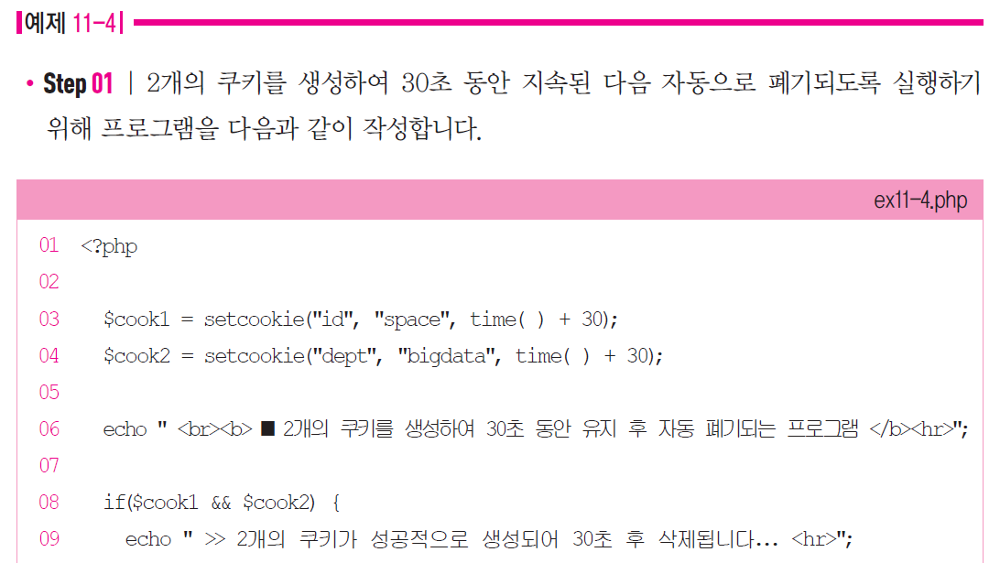 예제 11-4
• Step 01 | 2개의 쿠키를 생성하여 30초 동안 지속된 다음 자동으로 폐기되도록 실행하기
위해 프로그램을 다음과 같이 작성합니다.
ex11-4.php
01 <?php
02
03 $cook1 = setcookie("id", "space", time( ) + 30);
04 $cook2 = setcookie("dept", "bigdata", time( ) + 30);
05
06 echo " <br><b> ■ 2개의 쿠키를 생성하여 30초 동안 유지 후 자동 폐기되는 프로그램 </b><hr>";
07
08 if($cook1 && $cook2) {
09 echo " >> 2개의 쿠키가 성공적으로 생성되어 30초 후 삭제됩니다... <hr>";